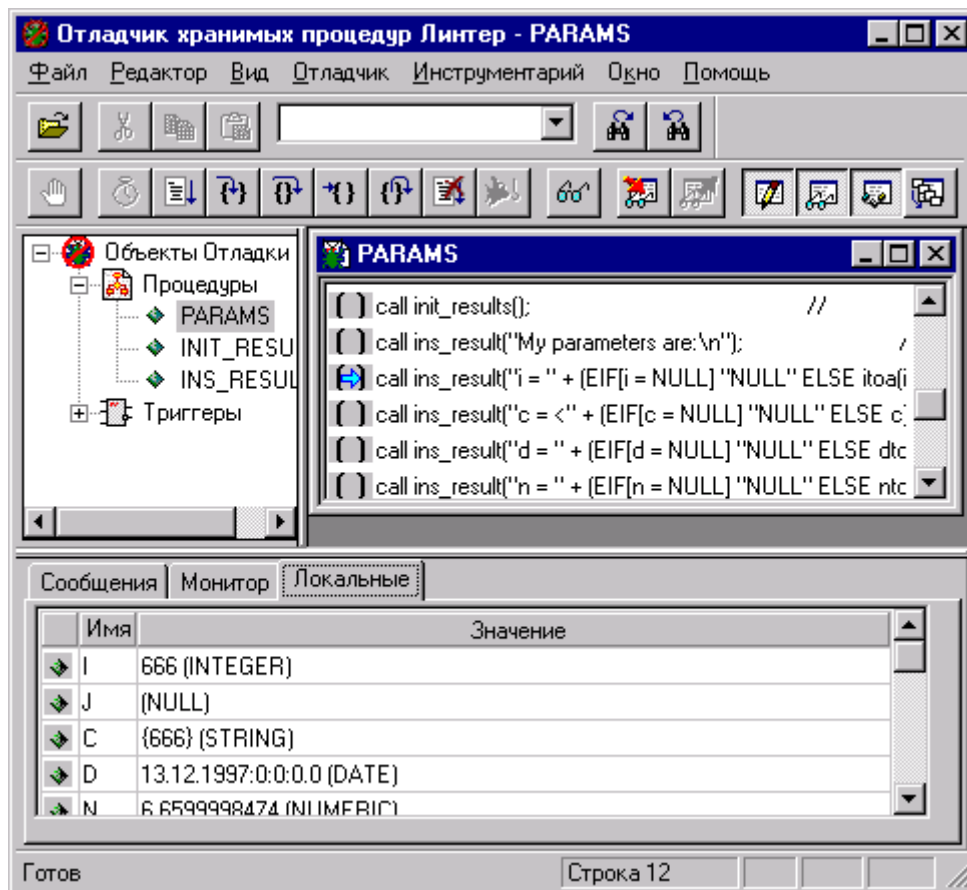 Отладчик хранимых процедур Линтер - PARAMS
Файл Редактор Вид Отладчик Инструментарий Окно Помощь
Объекты Отладки
Процедуры
PARAMS
INIT_RESU
INS_RESUL
Триггеры
PARAMS
call init_results(); //
call ins_result("My parameters are:\n"); /
call ins_result("i = " + (EIF[i = NULL] "NULL" ELSE itoa(i
call ins_result("c = <" + (EIF[c = NULL] "NULL" ELSE c]
call ins_result("d = " + (EIF[d = NULL] "NULL" ELSE dtc
call ins_result("n = " + (EIF[n = NULL] "NULL" ELSE ntc
Сообщения Монитор Локальные
Имя Значение
I 666 (INTEGER)
J (NULL)
C {666} (STRING)
D 13.12.1997:0:0:0.0 (DATE)
N 6.6599998474 (NUMERIC)
Готов Строка 12